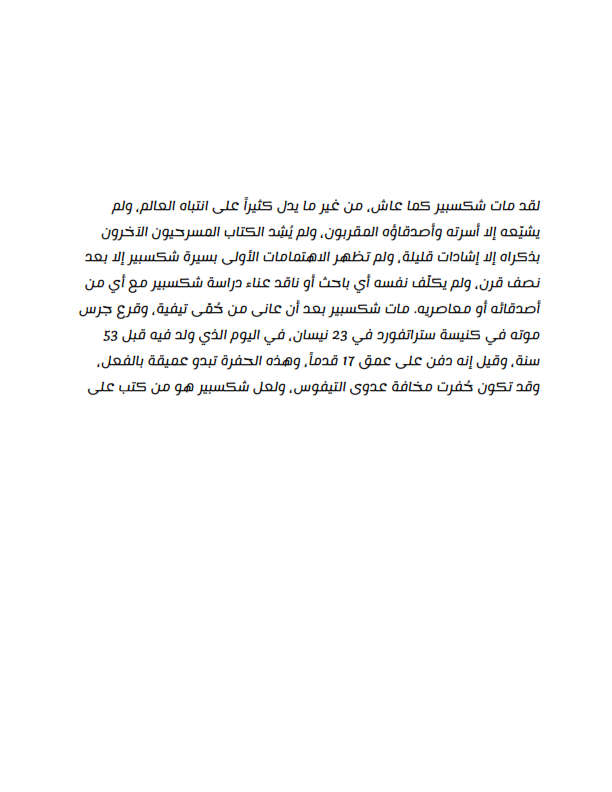 لقد مات شكسبير كما عاش، من غير ما يدل كثيراً على انتباه العالم، ولم
يشيّعه إلا أسرته وأصدقاؤه المقربون، ولم يُشِد الكتاب المسرحيون الآخرون
بذكراه إلا إشادات قليلة، ولم تظهر الاهتمامات الأولى بسيرة شكسبير إلا بعد
نصف قرن، ولم يكلّف نفسه أي باحث أو ناقد عناء دراسة شكسبير مع أي من
أصدقائه أو معاصريه. مات شكسبير بعد أن عانى من حُمّى تيفية، وقرع جرس
موته في كنيسة ستراتفورد في 23 نيسان، في اليوم الذي ولد فيه قبل 53
سنة، وقيل إنه دفن على عمق 17 قدماً، وهذه الحفرة تبدو عميقة بالفعل،
وقد تكون حُفرت مخافة عدوى التيفوس، ولعل شكسبير هو من كتب على